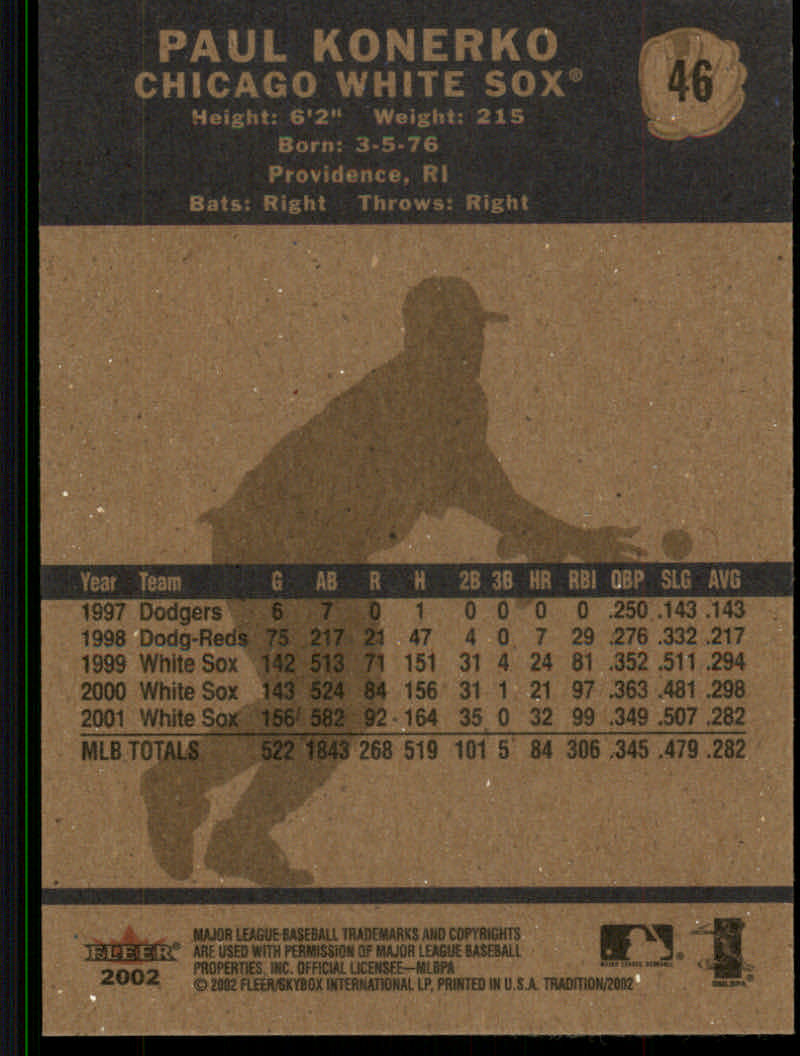 PAUL KONERKO
46
CHICAGO WHITE SOX®
Height: 6'2" Weight: 215
Born: 3-5-76
Providence, RI
Bats: Right Throws: Right
Year Team G AB R H 2B 3B HR RBI OBP SLG AVG
1997 Dodgers 6 7 0 1 0 0 0 0 .250 .143 .143
1998 Dodg-Reds 75 217 21 47 4 0 7 29 .276 .332 .217
1999 White Sox 142 513 71 151 31 4 24 81 .352 .511 .294
2000 White Sox 143 524 84 156 31 1 21 97 .363 .481 .298
2001 White Sox 156 582 92 164 35 0 32 99 .349 .507 .282
MLB TOTALS 522 1843 268 519 101 5 84 306 .345 .479 .282
FLEER®
2002
MAJOR LEAGUE BASEBALL TRADEMARKS AND COPYRIGHTS
ARE USED WITH PERMISSION OF MAJOR LEAGUE BASEBALL
PROPERTIES, INC. OFFICIAL LICENSEE—MLBPA
© 2002 FLEER/SKYBOX INTERNATIONAL LP, PRINTED IN U.S.A. TRADITION/2002
MAJOR LEAGUE BASEBALL ®
MLBPA ®